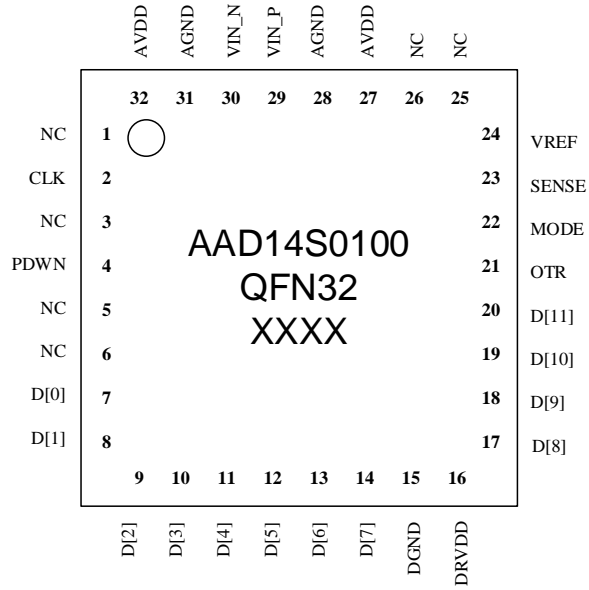 AVDD AGND VIN_N VIN_P AGND AVDD NC NC
32 31 30 29 28 27 26 25
NC 1 24 VREF
CLK 2 23 SENSE
NC 3 22 MODE
PDWN 4 21 OTR
NC 5 20 D[11]
NC 6 19 D[10]
D[0] 7 18 D[9]
D[1] 8 17 D[8]
AAD14S0100
QFN32
XXXX
9 10 11 12 13 14 15 16
D[2] D[3] D[4] D[5] D[6] D[7] DGND DRVDD